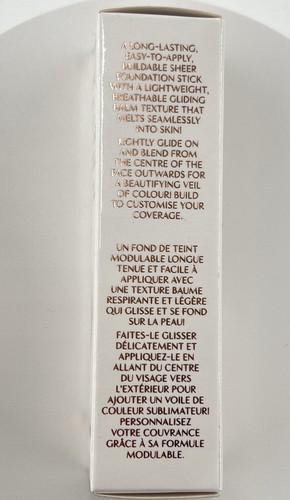 A LONG-LASTING,
EASY-TO-APPLY,
BUILDABLE SHEER
FOUNDATION STICK
WITH A LIGHTWEIGHT,
BREATHABLE GLIDING
BALM TEXTURE THAT
MELTS SEAMLESSLY
INTO SKIN!
LIGHTLY GLIDE ON
AND BLEND FROM
THE CENTRE OF THE
FACE OUTWARDS FOR
A BEAUTIFYING VEIL
OF COLOUR! BUILD
TO CUSTOMISE YOUR
COVERAGE.
UN FOND DE TEINT
MODULABLE LONGUE
TENUE ET FACILE À
APPLIQUER AVEC
UNE TEXTURE BAUME
RESPIRANTE ET LÉGÈRE
QUI GLISSE ET SE FOND
SUR LA PEAU!
FAITES-LE GLISSER
DÉLICATEMENT ET
APPLIQUEZ-LE EN
ALLANT DU CENTRE
DU VISAGE VERS
L'EXTÉRIEUR POUR
AJOUTER UN VOILE DE
COULEUR SUBLIMATEUR!
PERSONNALISEZ
VOTRE COUVRANCE
GRÂCE À SA FORMULE
MODULABLE.